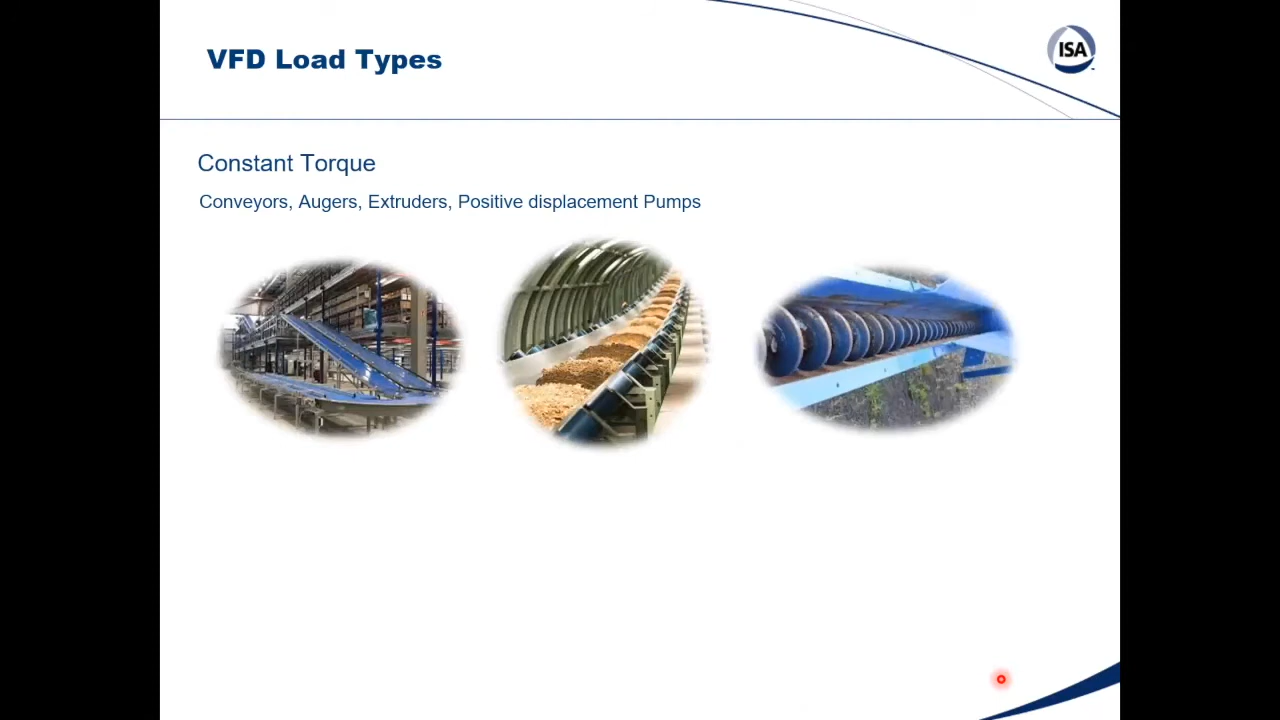 VFD Load Types
ISA
Constant Torque
Conveyors, Augers, Extruders, Positive displacement Pumps